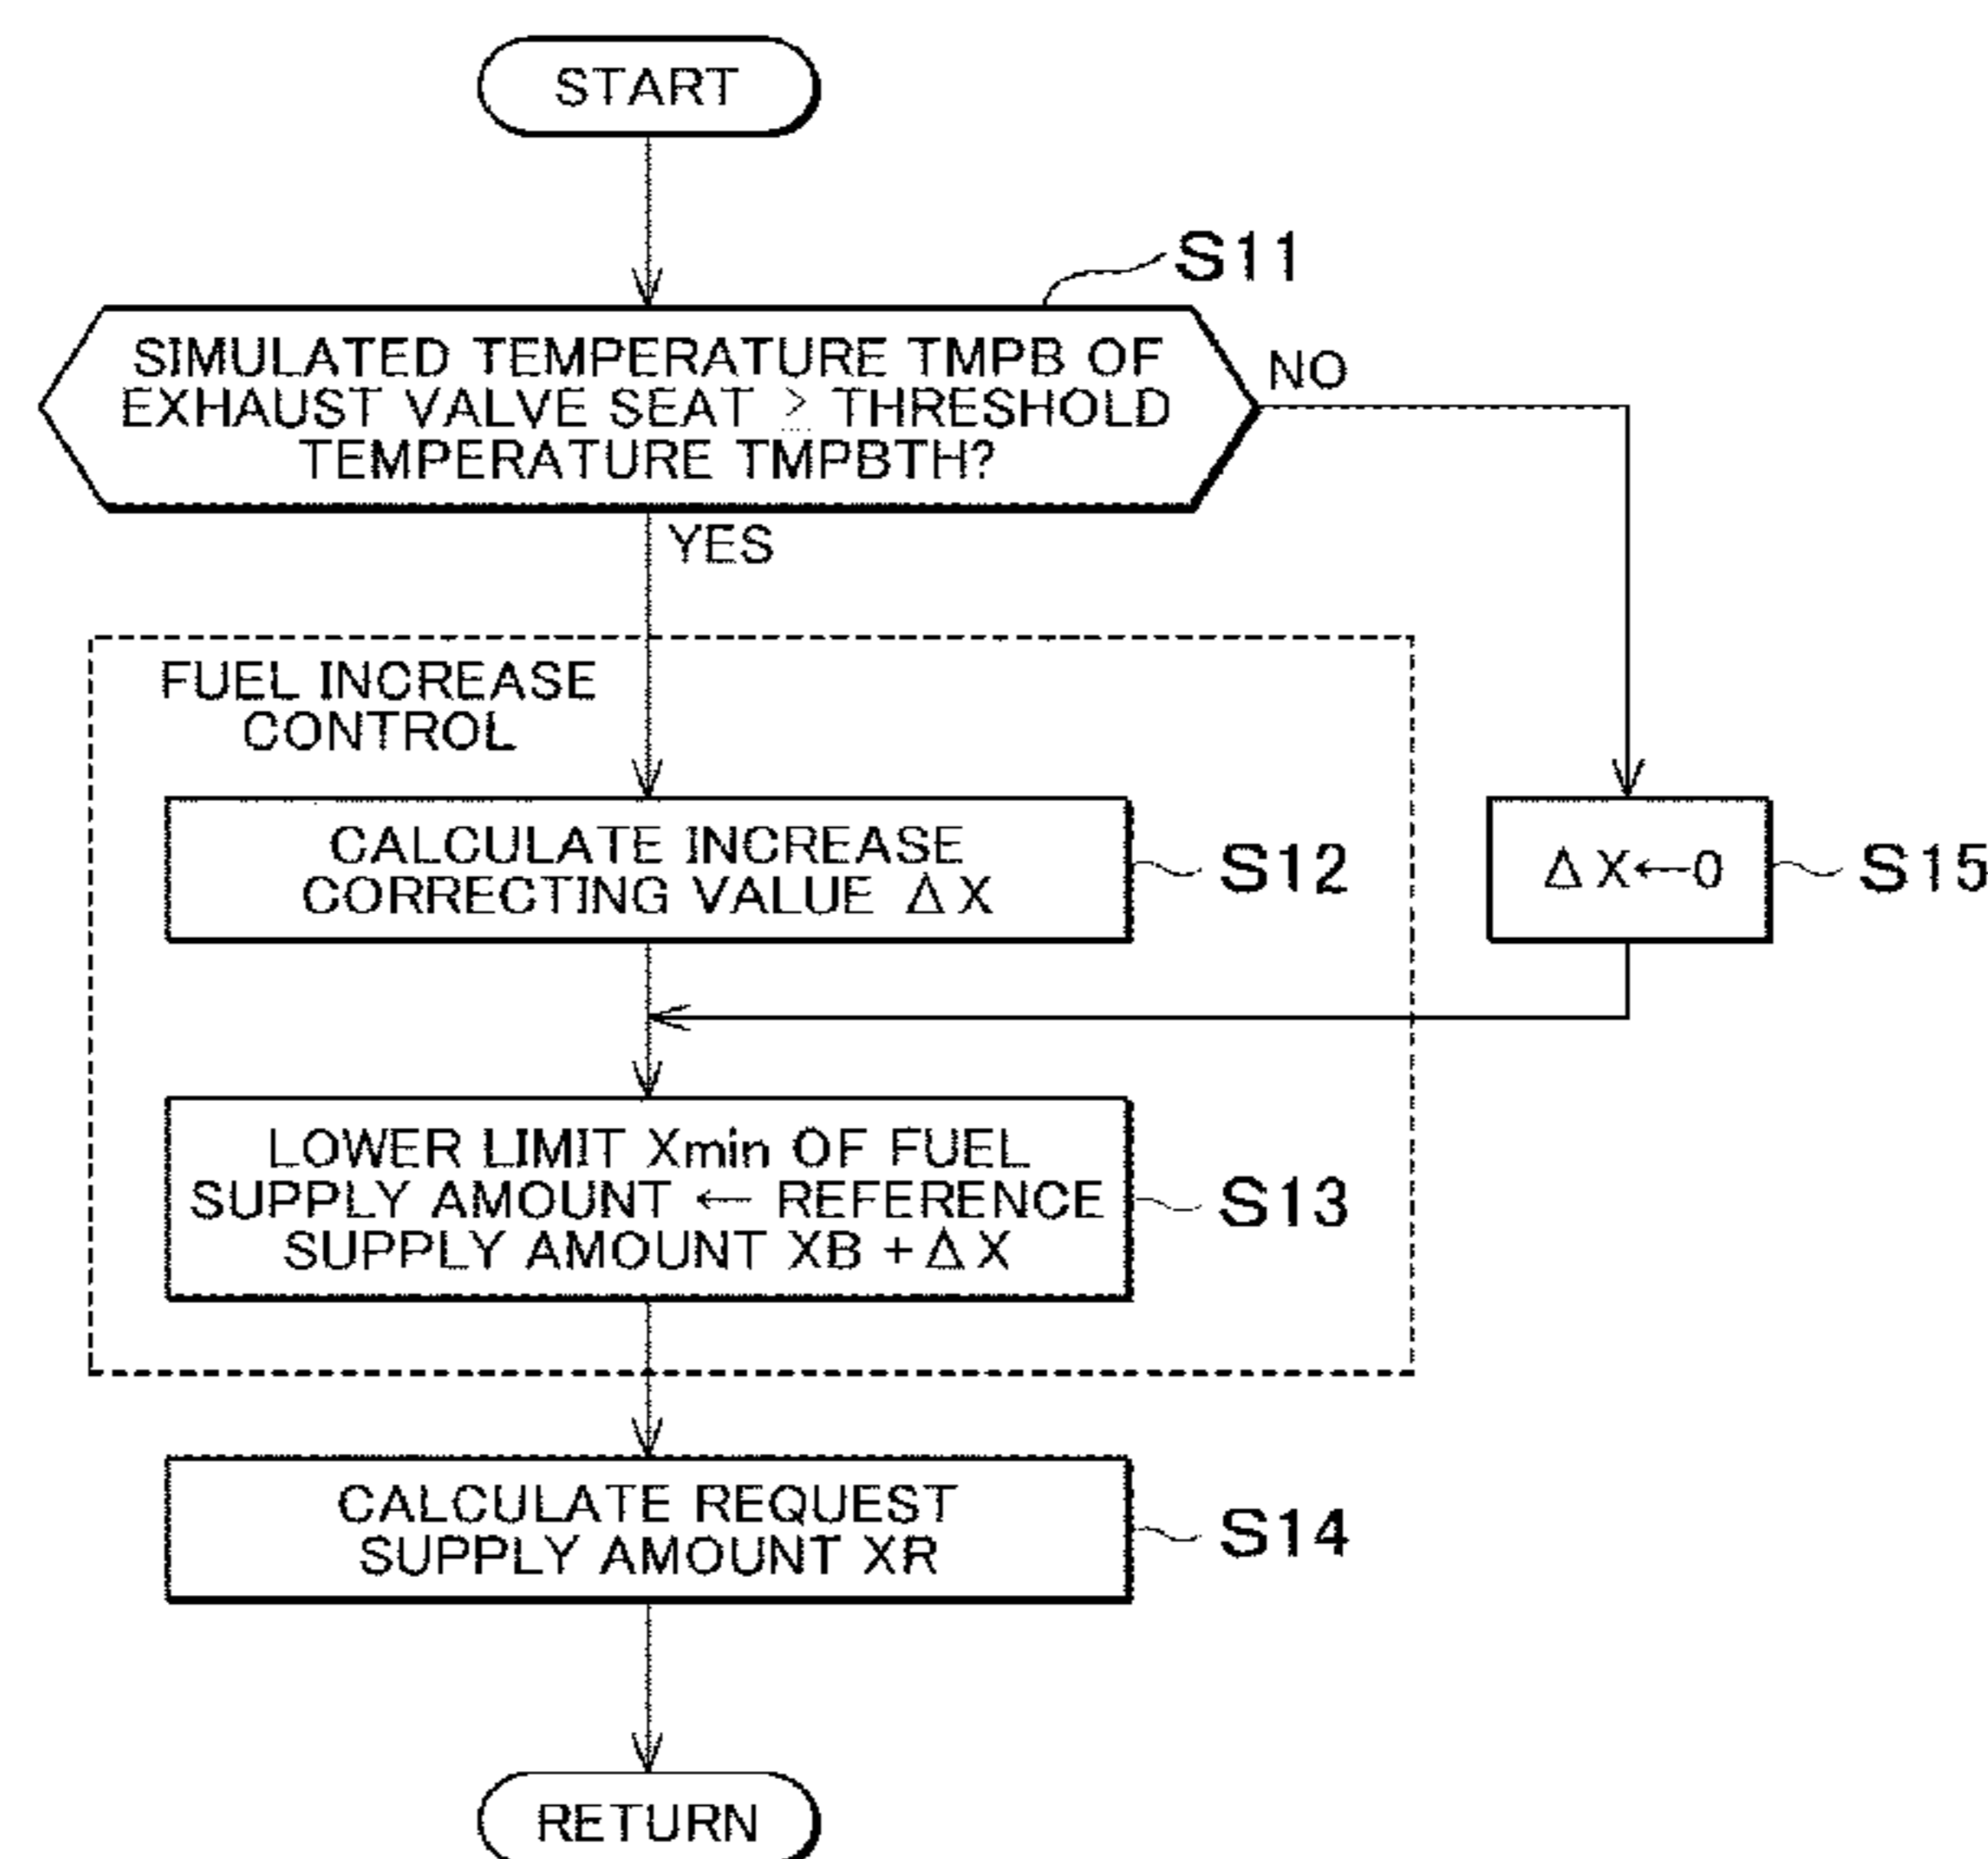 START
S11
SIMULATED TEMPERATURE TMPB OF
EXHAUST VALVE SEAT ≥ THRESHOLD
TEMPERATURE TMPBTH?
NO
YES
FUEL INCREASE
CONTROL
CALCULATE INCREASE
CORRECTING VALUE ΔX
S12
ΔX←0
S15
LOWER LIMIT Xmin OF FUEL
SUPPLY AMOUNT ← REFERENCE
SUPPLY AMOUNT XB +ΔX
S13
CALCULATE REQUEST
SUPPLY AMOUNT XR
S14
RETURN